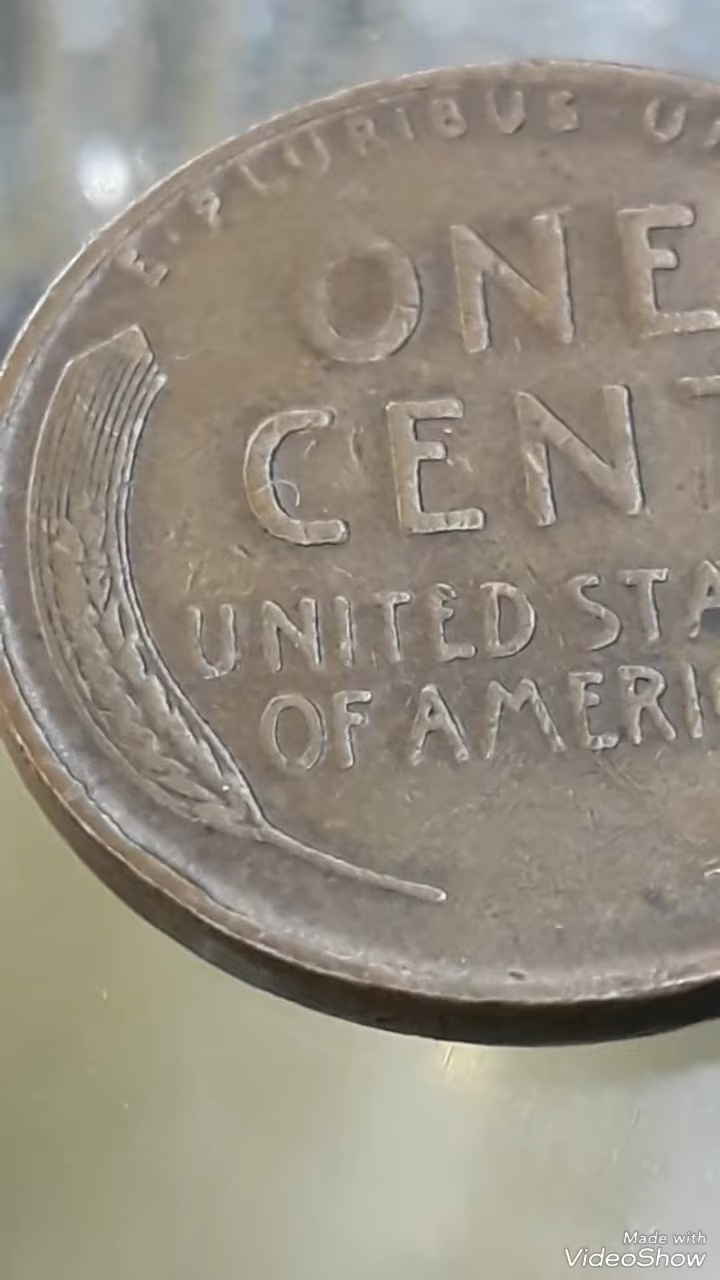 E·PLURIBUS U
ONE
CENT
UNITED STA
OF AMERI
Made with
VideoShow